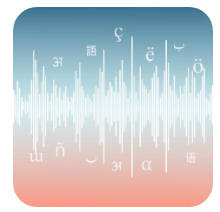 ç
अ 語 ë ö
ɯ ñ अ α 语